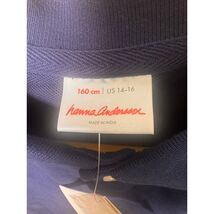 160 cm | US 14-16
hanna andersson
MADE IN INDIA